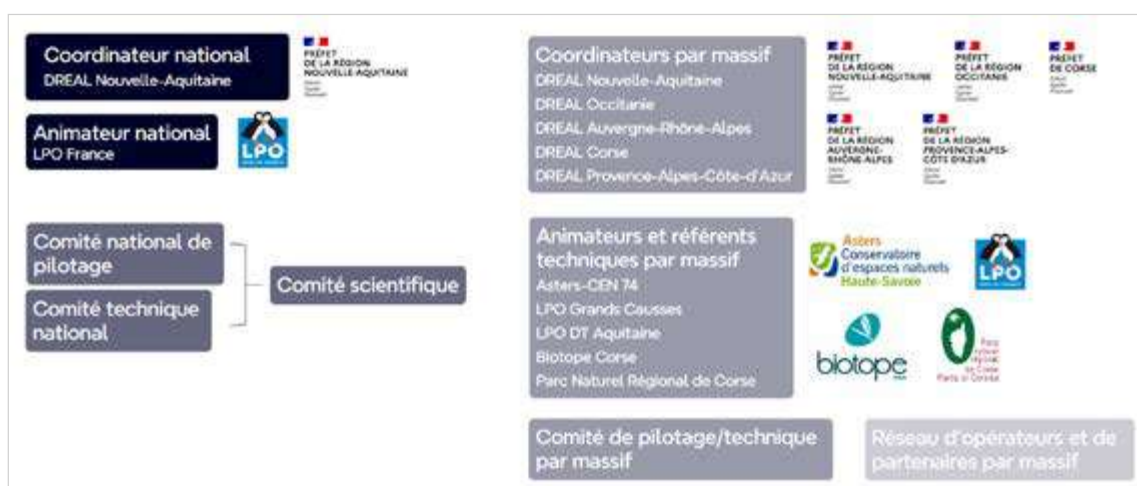 Coordinateur national
DREAL Nouvelle-Aquitaine
PRÉFET
DE LA RÉGION
NOUVELLE-AQUITAINE
Animateur national
LPO France
LPO
Comité national de
pilotage
Comité technique
national
Comité scientifique
Coordinateurs par massif
DREAL Nouvelle-Aquitaine
DREAL Occitanie
DREAL Auvergne-Rhône-Alpes
DREAL Corse
DREAL Provence-Alpes-Côte-d'Azur
PRÉFET
DE LA RÉGION
NOUVELLE-AQUITAINE
PRÉFET
DE LA RÉGION
OCCITANIE
PRÉFET
DE CORSE
PRÉFET
DE LA RÉGION
AUVERGNE-
RHÔNE-ALPES
PRÉFET
DE LA RÉGION
PROVENCE-ALPES-
CÔTE D'AZUR
Animateurs et référents
techniques par massif
Asters-CEN 74
LPO Grands Causses
LPO DT Aquitaine
Biotope Corse
Parc Naturel Régional de Corse
Asters
Conservatoire
d'espaces naturels
Haute-Savoie
LPO
biotope
Parc
naturel
régional
de Corse
Comité de pilotage/technique
par massif
Réseau d'opérateurs et de
partenaires par massif